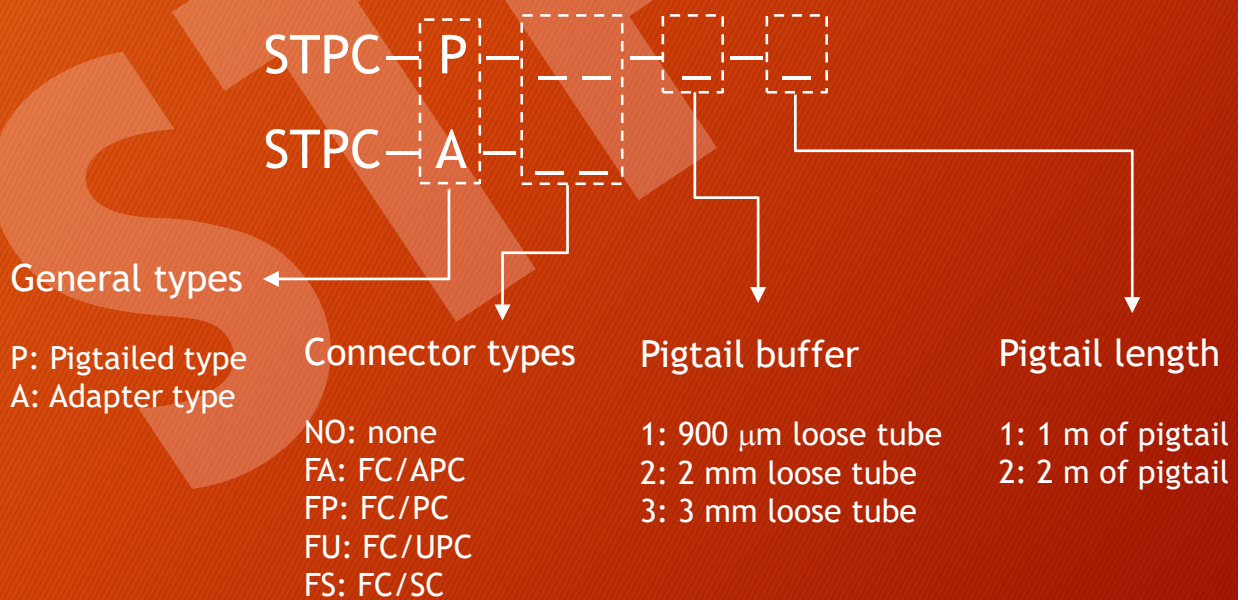 STPC–P–_ _–_–_
STPC–A–_ _
General types
P: Pigtailed type
A: Adapter type
Connector types
NO: none
FA: FC/APC
FP: FC/PC
FU: FC/UPC
FS: FC/SC
Pigtail buffer
1: 900 μm loose tube
2: 2 mm loose tube
3: 3 mm loose tube
Pigtail length
1: 1 m of pigtail
2: 2 m of pigtail